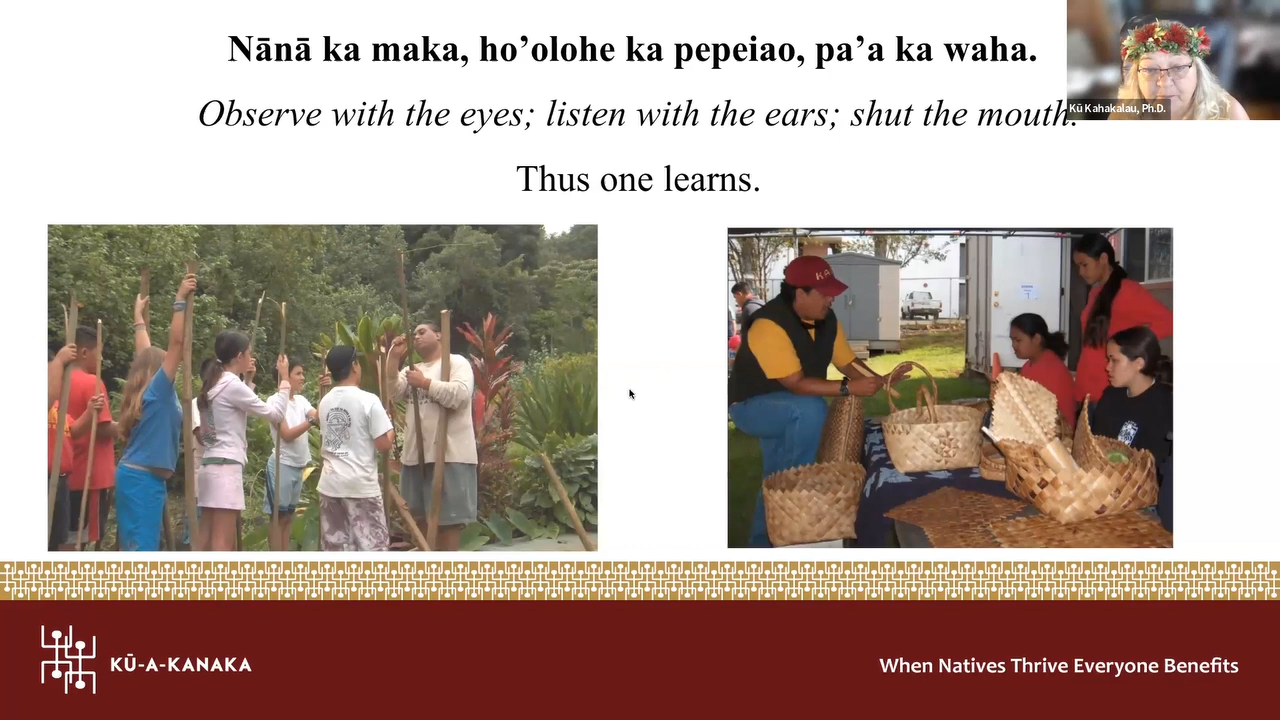 Nānā ka maka, ho’olohe ka pepeiao, pa’a ka waha.
Observe with the eyes; listen with the ears; shut the mouth.
Kū Kahakalau, Ph.D.
Thus one learns.
KŪ-A-KANAKA
When Natives Thrive Everyone Benefits